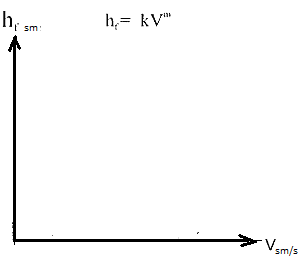 h_f sm  h_f = kV^m
V sm/s